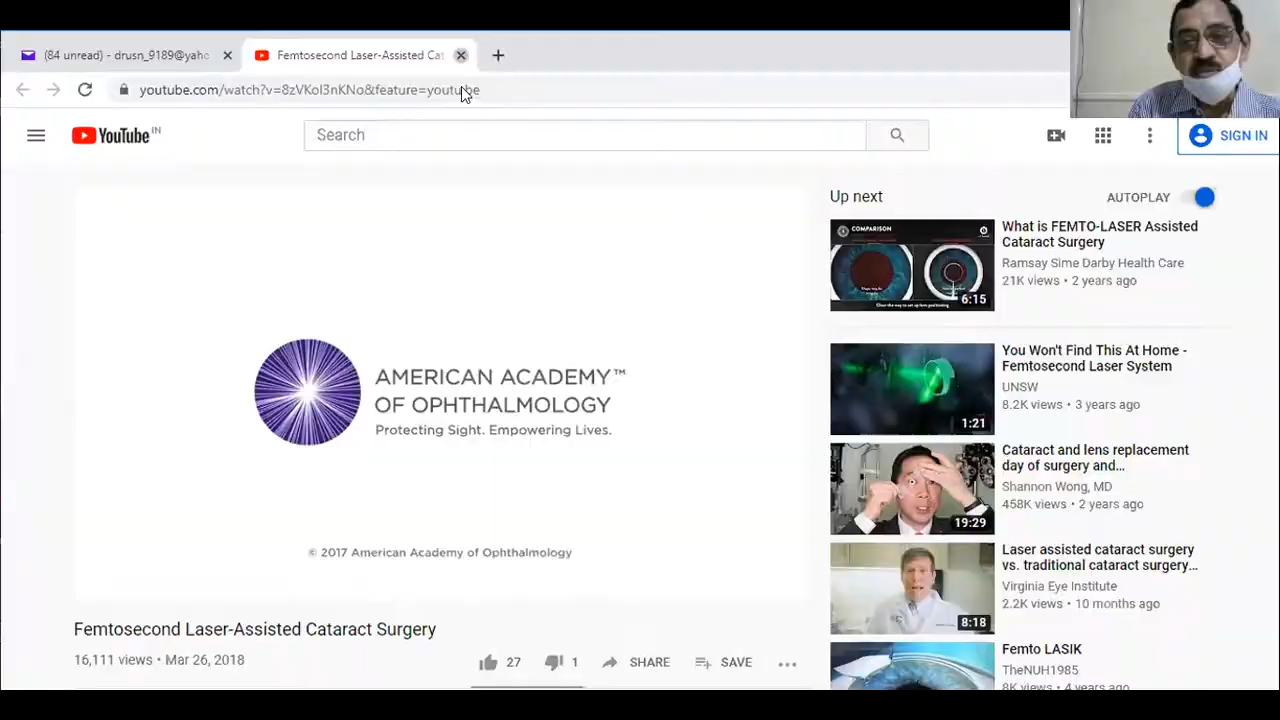 (84 unread) - drusn_9189@yaho
Femtosecond Laser-Assisted Cat
youtube.com/watch?v=8zVKol3nKNo&feature=youtube
YouTube IN
Search
SIGN IN
Up next
AUTOPLAY
COMPARISON
6:15
What is FEMTO-LASER Assisted
Cataract Surgery
Ramsay Sime Darby Health Care
21K views • 2 years ago
AMERICAN ACADEMY™
OF OPHTHALMOLOGY
Protecting Sight. Empowering Lives.
© 2017 American Academy of Ophthalmology
1:21
You Won't Find This At Home -
Femtosecond Laser System
UNSW
8.2K views • 3 years ago
19:29
Cataract and lens replacement
day of surgery and...
Shannon Wong, MD
458K views • 2 years ago
8:18
Laser assisted cataract surgery
vs. traditional cataract surgery...
Virginia Eye Institute
2.2K views • 10 months ago
Femto LASIK
TheNUH1985
8K views • 4 years ago
Femtosecond Laser-Assisted Cataract Surgery
16,111 views • Mar 26, 2018
27
1
SHARE
SAVE